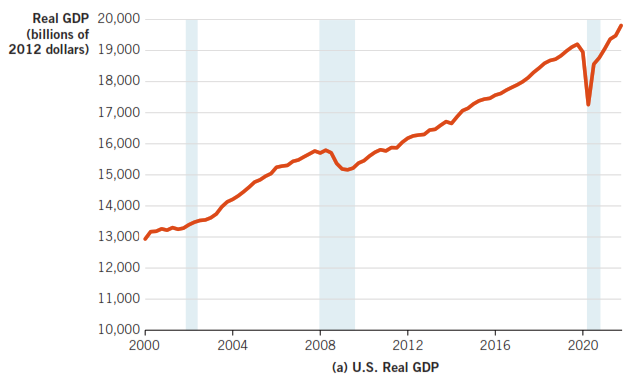 Real GDP
(billions of
2012 dollars)
20,000
19,000
18,000
17,000
16,000
15,000
14,000
13,000
12,000
11,000
10,000
2000 2004 2008 2012 2016 2020
(a) U.S. Real GDP